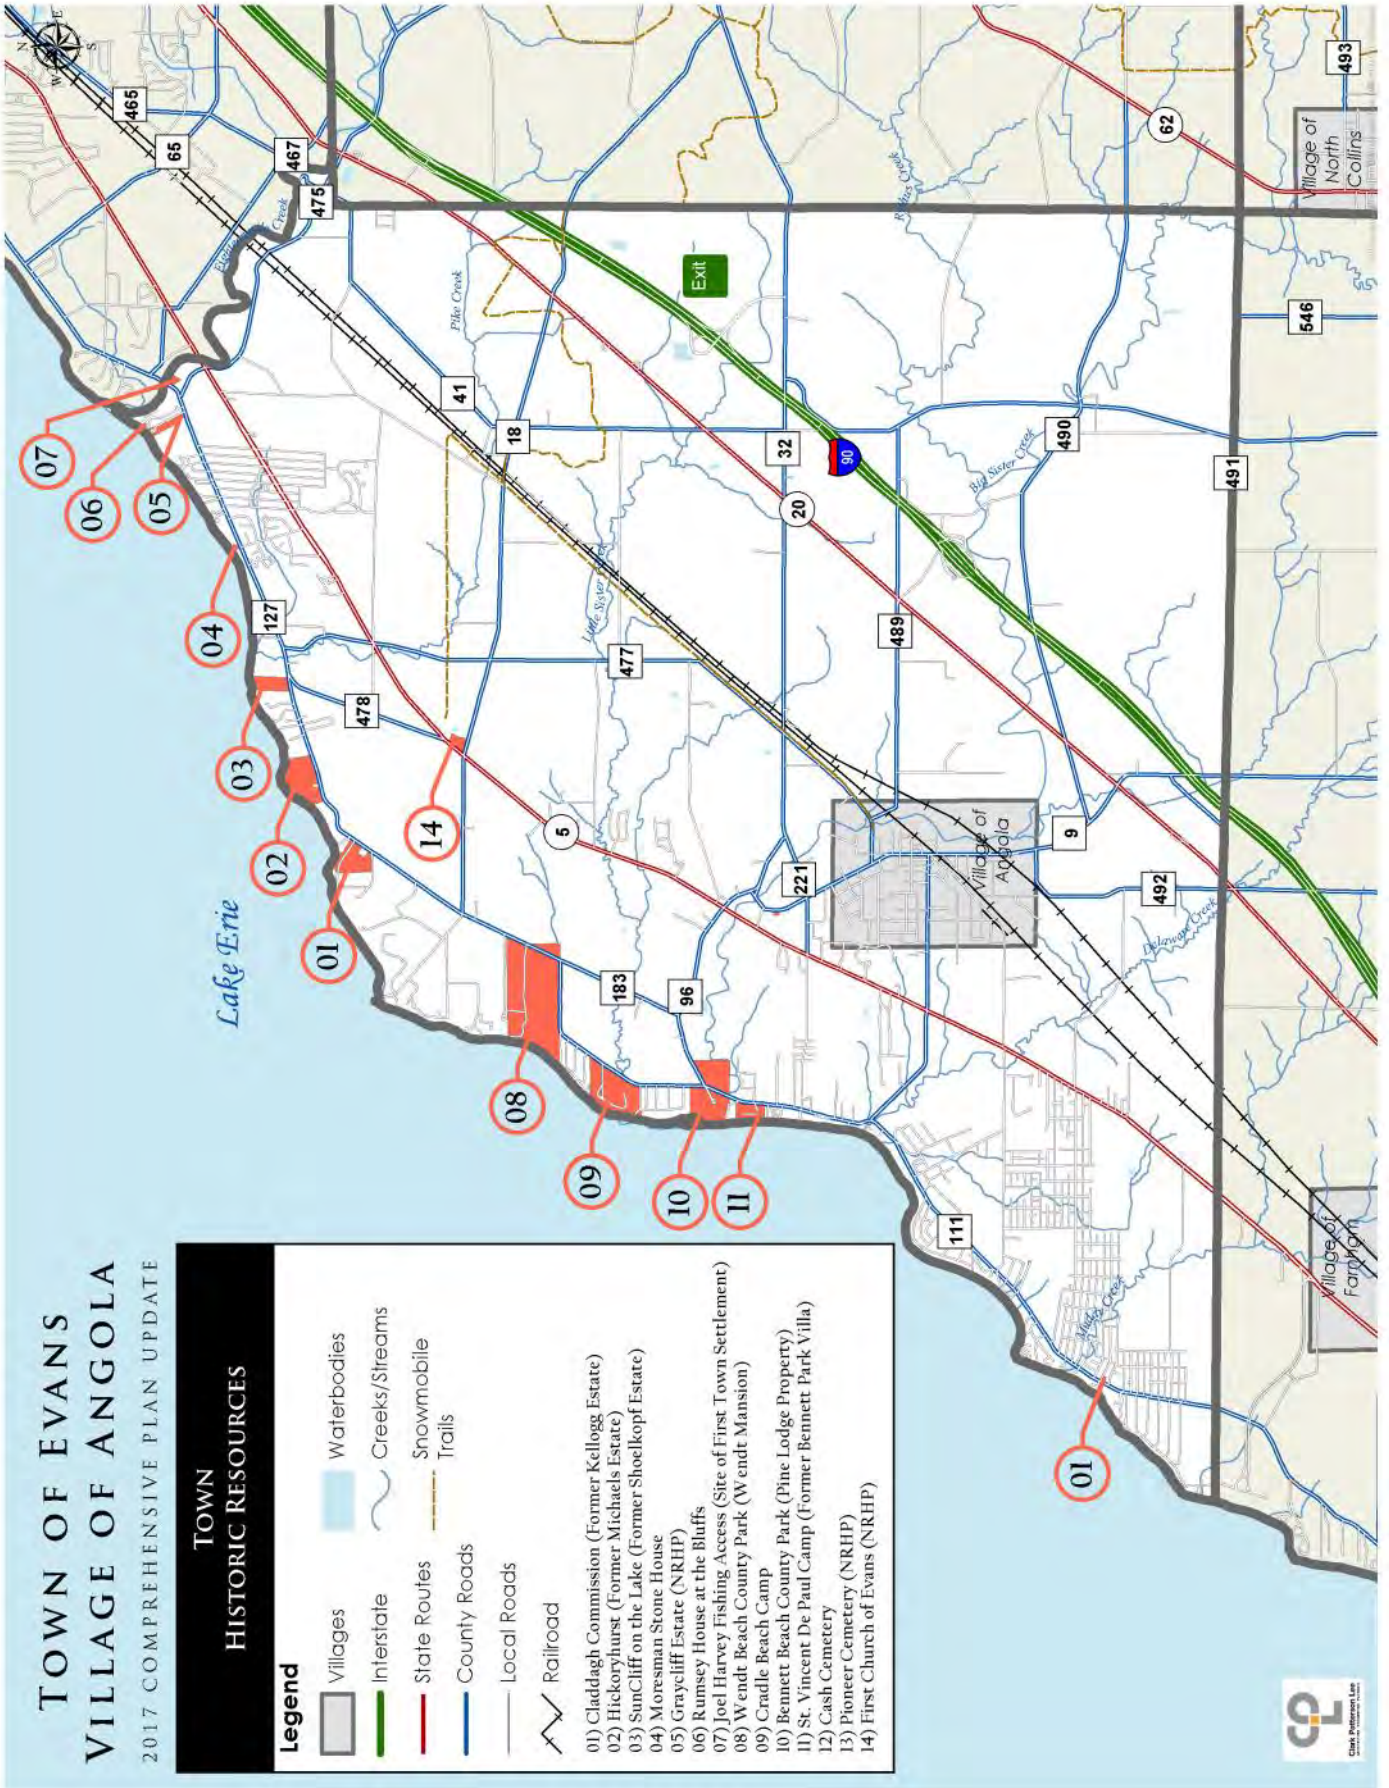 TOWN OF EVANS
VILLAGE OF ANGOLA
2017 COMPREHENSIVE PLAN UPDATE
TOWN
HISTORIC RESOURCES
Legend
Villages
Interstate
State Routes
County Roads
Local Roads
Railroad
Waterbodies
Creeks/Streams
Snowmobile
Trails
01) Claddagh Commission (Former Kellogg Estate)
02) Hickoryhurst (Former Michaels Estate)
03) SunCliff on the Lake (Former Shoelkopf Estate)
04) Moresman Stone House
05) Graycliff Estate (NRHP)
06) Rumsey House at the Bluffs
07) Joel Harvey Fishing Access (Site of First Town Settlement)
08) Wendt Beach County Park (Wendt Mansion)
09) Cradle Beach Camp
10) Bennett Beach County Park (Pine Lodge Property)
11) St. Vincent De Paul Camp (Former Bennett Park Villa)
12) Cash Cemetery
13) Pioneer Cemetery (NRHP)
14) First Church of Evans (NRHP)
Lake Erie
01
02
03
04
05
06
07
08
09
10
11
14
01
N
E
S
W
465
65
467
475
127
478
41
18
477
5
183
96
221
32
20
90
489
490
491
9
492
111
62
493
546
Exit
Pike Creek
Little Sister Creek
Big Sister Creek
Delaware Creek
Muddy Creek
Creek
Village of
Angola
Village of
North
Collins
Village of
Farnham
CPL
Clark Patterson Lee